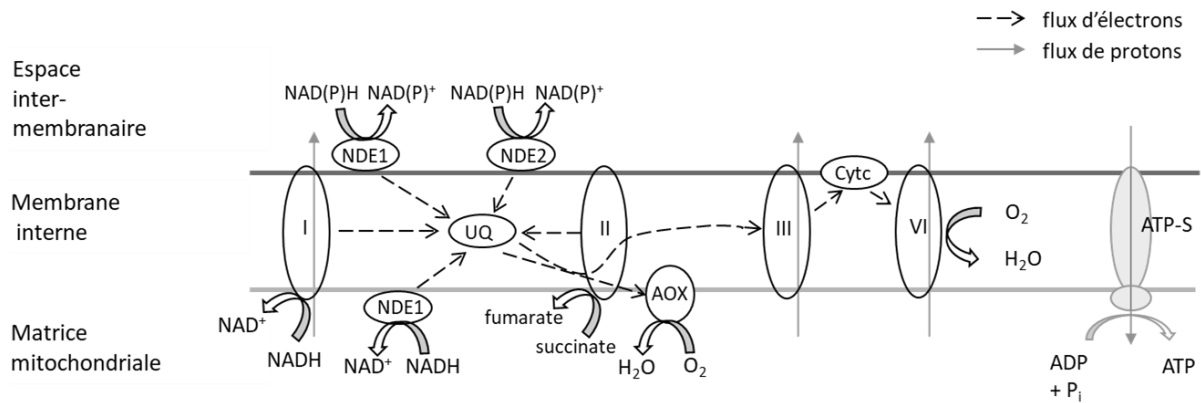 flux d'électrons
flux de protons
Espace
inter-
membranaire
NAD(P)H NAD(P)⁺ NAD(P)H NAD(P)⁺
NDE1 NDE2
Cytc
Membrane
interne
I UQ II III VI O₂ ATP-S
H₂O
NDE1 AOX
NAD⁺ fumarate
Matrice
mitochondriale
NADH NAD⁺ NADH succinate H₂O O₂ ADP ATP
+ Pᵢ